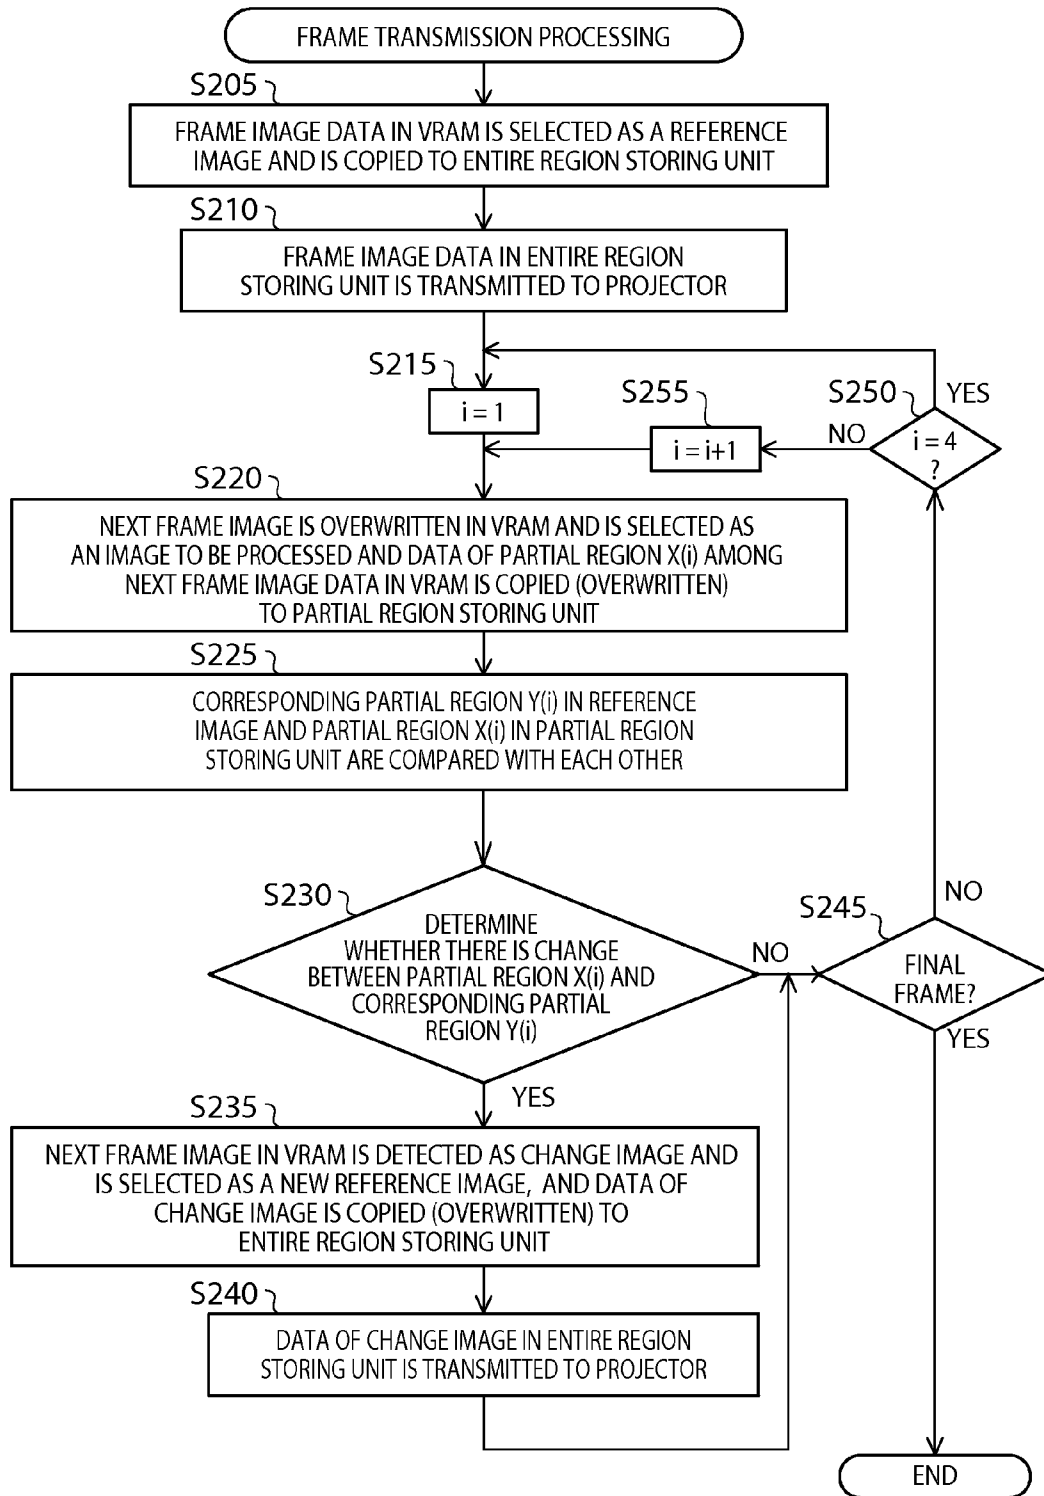 FRAME TRANSMISSION PROCESSING
S205
FRAME IMAGE DATA IN VRAM IS SELECTED AS A REFERENCE
IMAGE AND IS COPIED TO ENTIRE REGION STORING UNIT
S210
FRAME IMAGE DATA IN ENTIRE REGION
STORING UNIT IS TRANSMITTED TO PROJECTOR
S215
i = 1
S255
i = i+1
S250
YES
NO
i = 4
?
S220
NEXT FRAME IMAGE IS OVERWRITTEN IN VRAM AND IS SELECTED AS
AN IMAGE TO BE PROCESSED AND DATA OF PARTIAL REGION X(i) AMONG
NEXT FRAME IMAGE DATA IN VRAM IS COPIED (OVERWRITTEN)
TO PARTIAL REGION STORING UNIT
S225
CORRESPONDING PARTIAL REGION Y(i) IN REFERENCE
IMAGE AND PARTIAL REGION X(i) IN PARTIAL REGION
STORING UNIT ARE COMPARED WITH EACH OTHER
S230
DETERMINE
WHETHER THERE IS CHANGE
BETWEEN PARTIAL REGION X(i) AND
CORRESPONDING PARTIAL
REGION Y(i)
NO
YES
S245
NO
FINAL
FRAME?
YES
S235
NEXT FRAME IMAGE IN VRAM IS DETECTED AS CHANGE IMAGE AND
IS SELECTED AS A NEW REFERENCE IMAGE, AND DATA OF
CHANGE IMAGE IS COPIED (OVERWRITTEN) TO
ENTIRE REGION STORING UNIT
S240
DATA OF CHANGE IMAGE IN ENTIRE REGION
STORING UNIT IS TRANSMITTED TO PROJECTOR
END